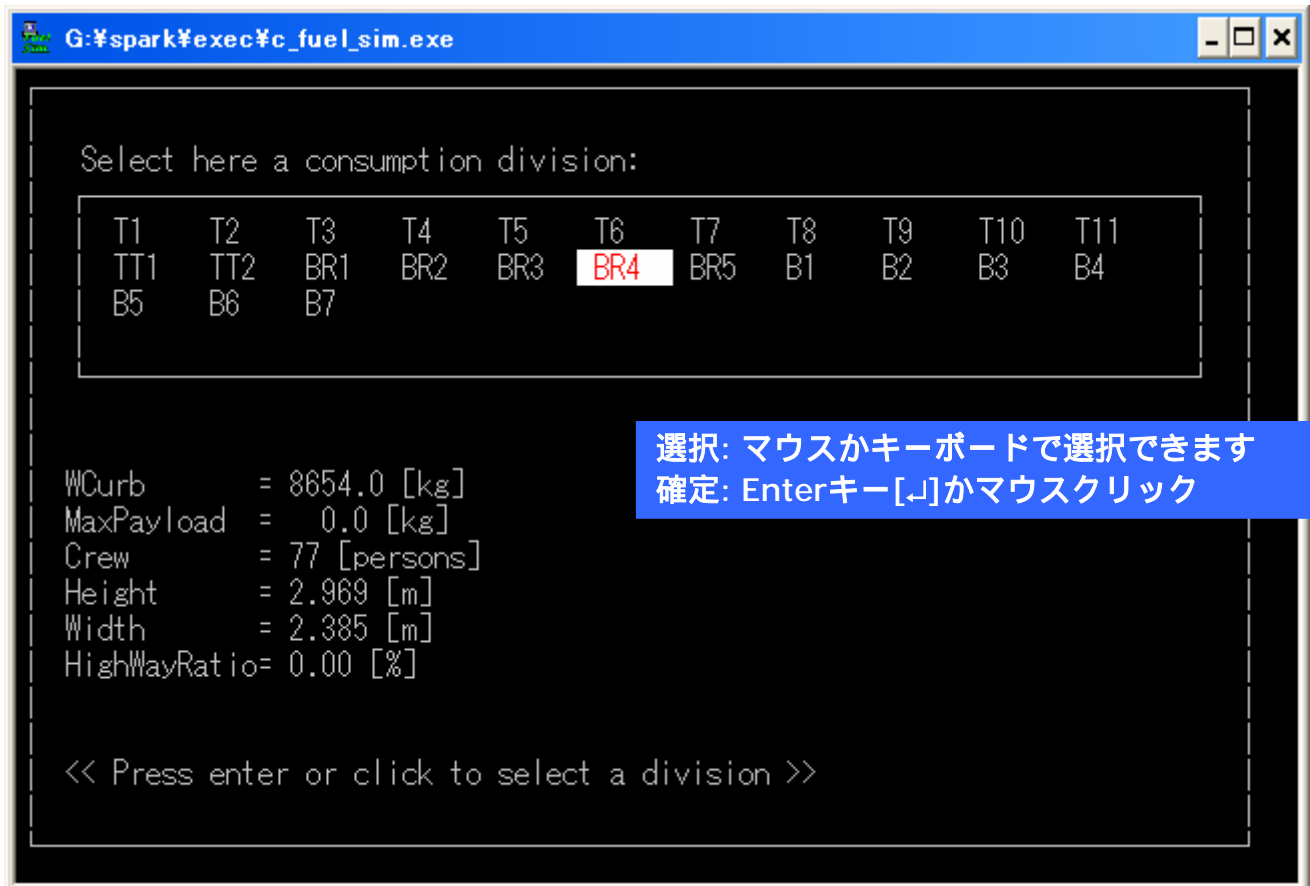 G:¥spark¥exec¥c_fuel_sim.exe
Select here a consumption division:
T1 T2 T3 T4 T5 T6 T7 T8 T9 T10 T11
TT1 TT2 BR1 BR2 BR3 BR4 BR5 B1 B2 B3 B4
B5 B6 B7
選択: マウスかキーボードで選択できます
確定: Enterキー[↵]かマウスクリック
WCurb = 8654.0 [kg]
MaxPayload = 0.0 [kg]
Crew = 77 [persons]
Height = 2.969 [m]
Width = 2.385 [m]
HighWayRatio= 0.00 [%]
<< Press enter or click to select a division >>